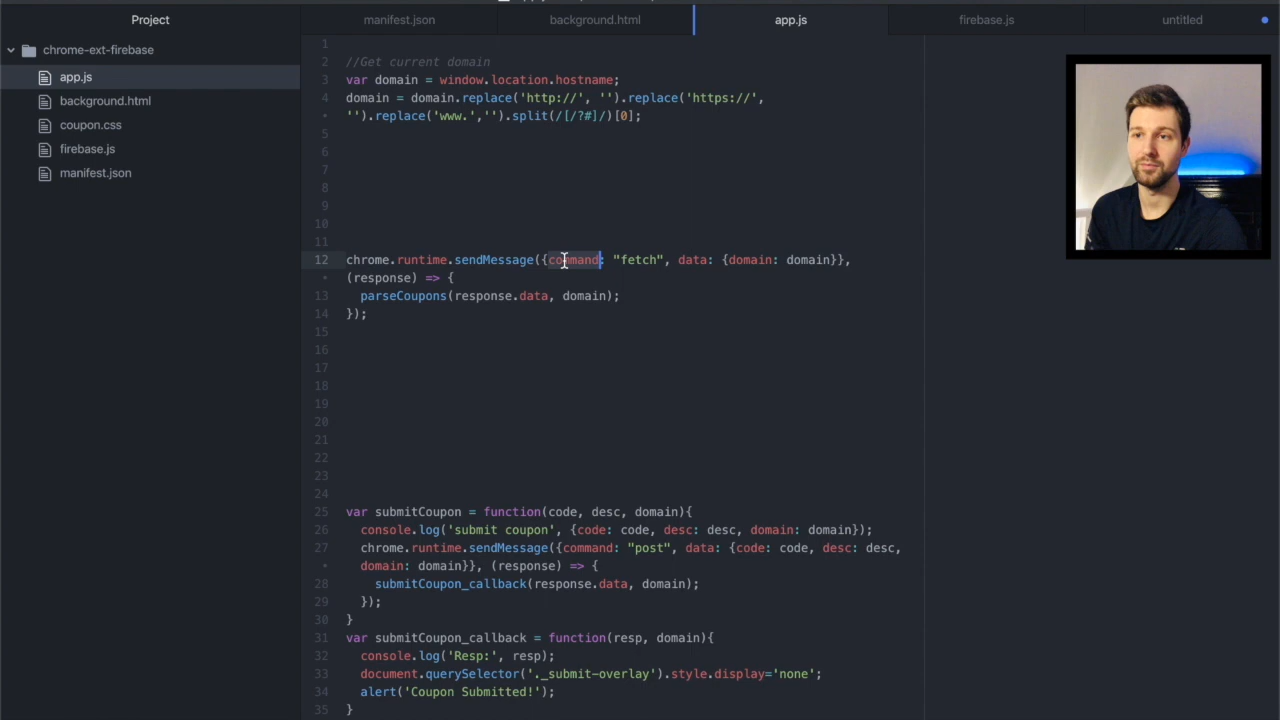 Project
manifest.json
background.html
app.js
firebase.js
untitled
chrome-ext-firebase
app.js
background.html
coupon.css
firebase.js
manifest.json
1
2 //Get current domain
3 var domain = window.location.hostname;
4 domain = domain.replace('http://', '').replace('https://',
• '').replace('www.','').split(/[/?#]/)[0];
5
6
7
8
9
10
11
12 chrome.runtime.sendMessage({command: "fetch", data: {domain: domain}},
• (response) => {
13 parseCoupons(response.data, domain);
14 });
15
16
17
18
19
20
21
22
23
24
25 var submitCoupon = function(code, desc, domain){
26 console.log('submit coupon', {code: code, desc: desc, domain: domain});
27 chrome.runtime.sendMessage({command: "post", data: {code: code, desc: desc,
• domain: domain}}, (response) => {
28 submitCoupon_callback(response.data, domain);
29 });
30 }
31 var submitCoupon_callback = function(resp, domain){
32 console.log('Resp:', resp);
33 document.querySelector('._submit-overlay').style.display='none';
34 alert('Coupon Submitted!');
35 }